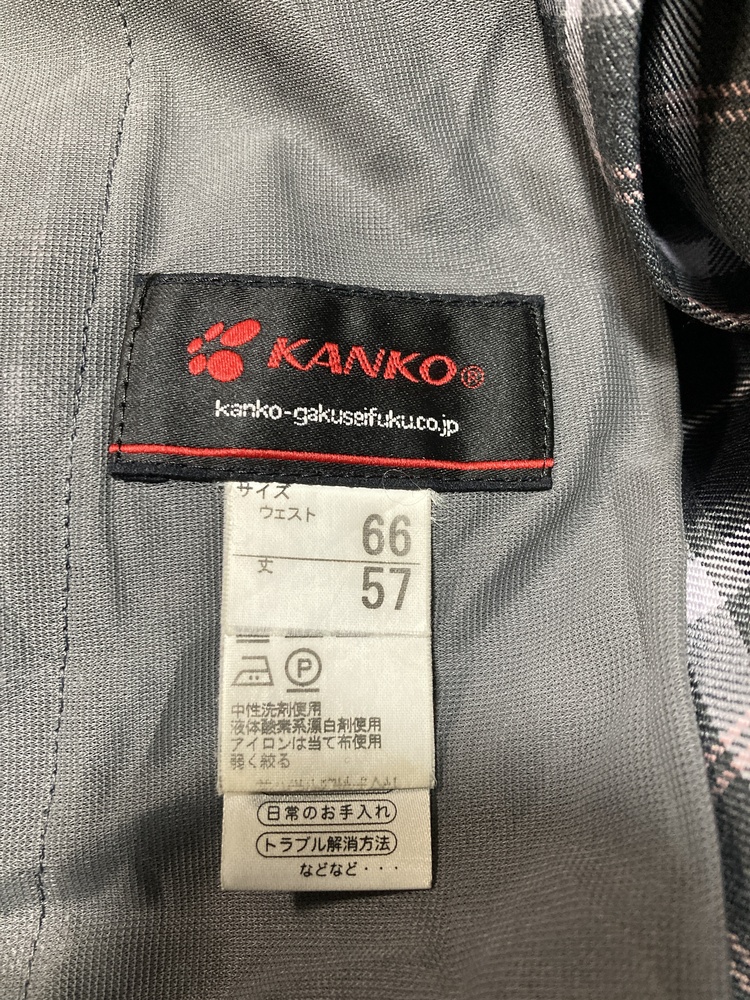 KANKO®
kanko-gakuseifuku.co.jp
サイズ
ウェスト
66
丈
57
P
中性洗剤使用
液体酸素系漂白剤使用
アイロンは当て布使用
弱く絞る
日常のお手入れ
トラブル解消方法
などなど・・・